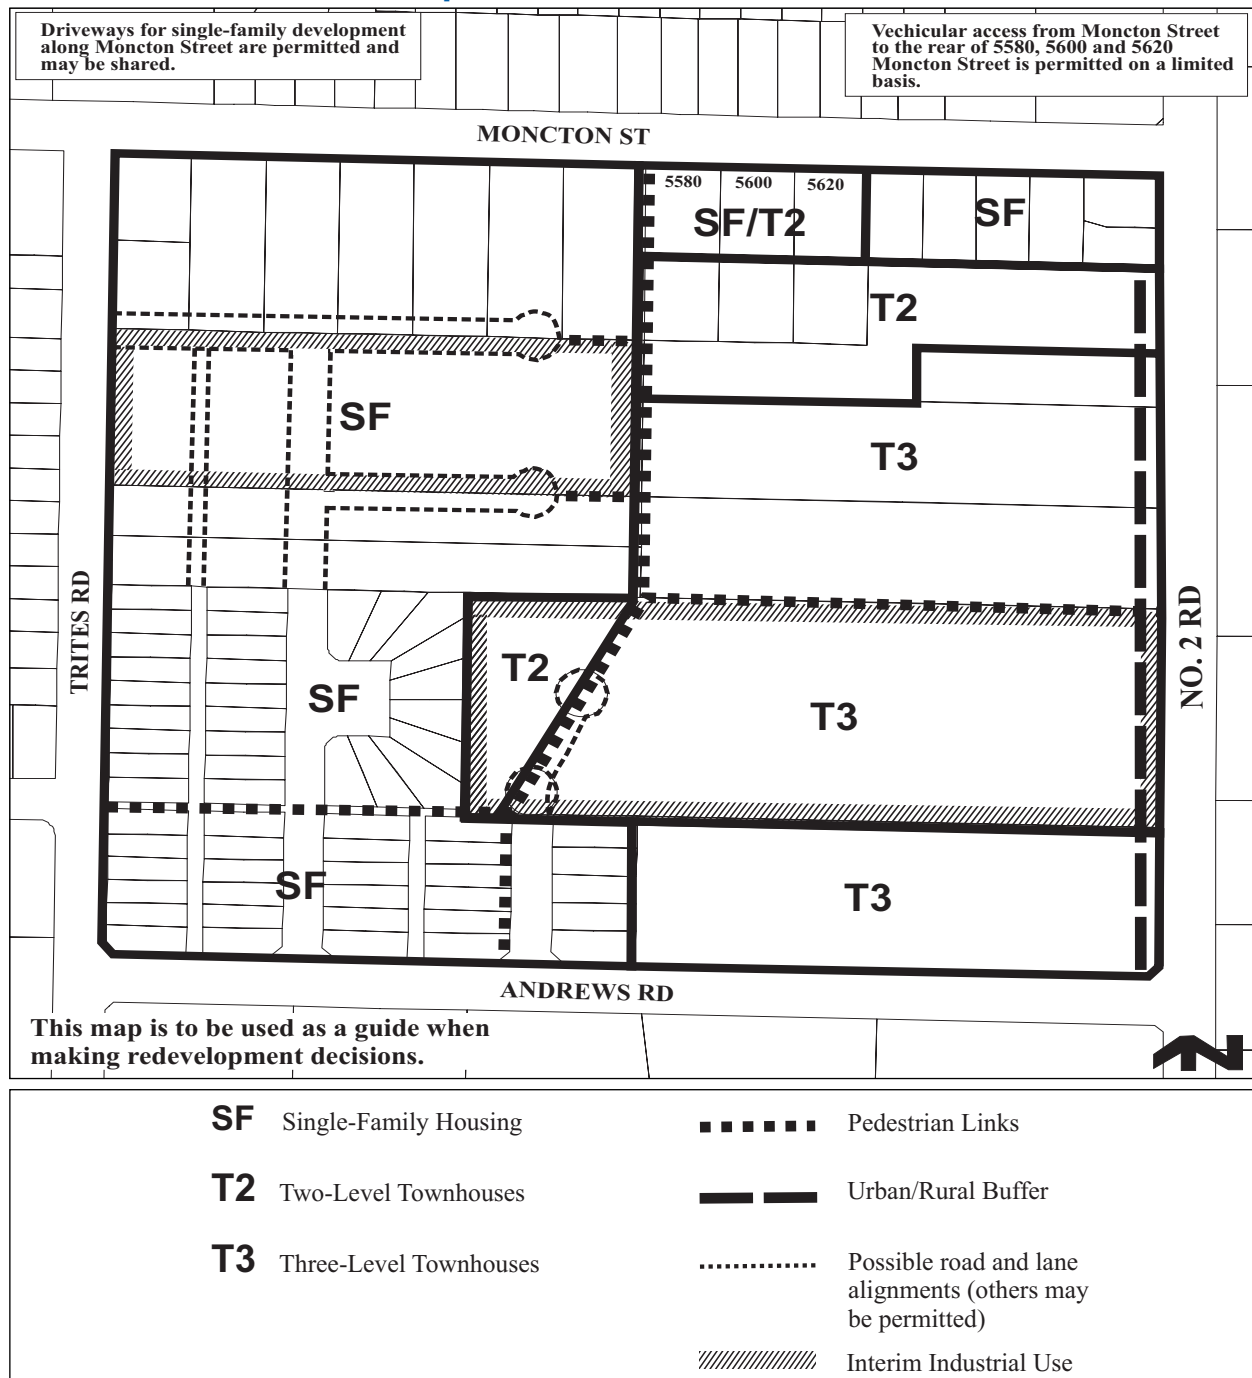 Driveways for single-family development
along Moncton Street are permitted and
may be shared.
Vechicular access from Moncton Street
to the rear of 5580, 5600 and 5620
Moncton Street is permitted on a limited
basis.
MONCTON ST
5580
5600
5620
SF/T2
SF
T2
SF
T3
TRITES RD
NO. 2 RD
T2
SF
T3
SF
T3
ANDREWS RD
This map is to be used as a guide when
making redevelopment decisions.
SF Single-Family Housing
T2 Two-Level Townhouses
T3 Three-Level Townhouses
Pedestrian Links
Urban/Rural Buffer
Possible road and lane
alignments (others may
be permitted)
Interim Industrial Use